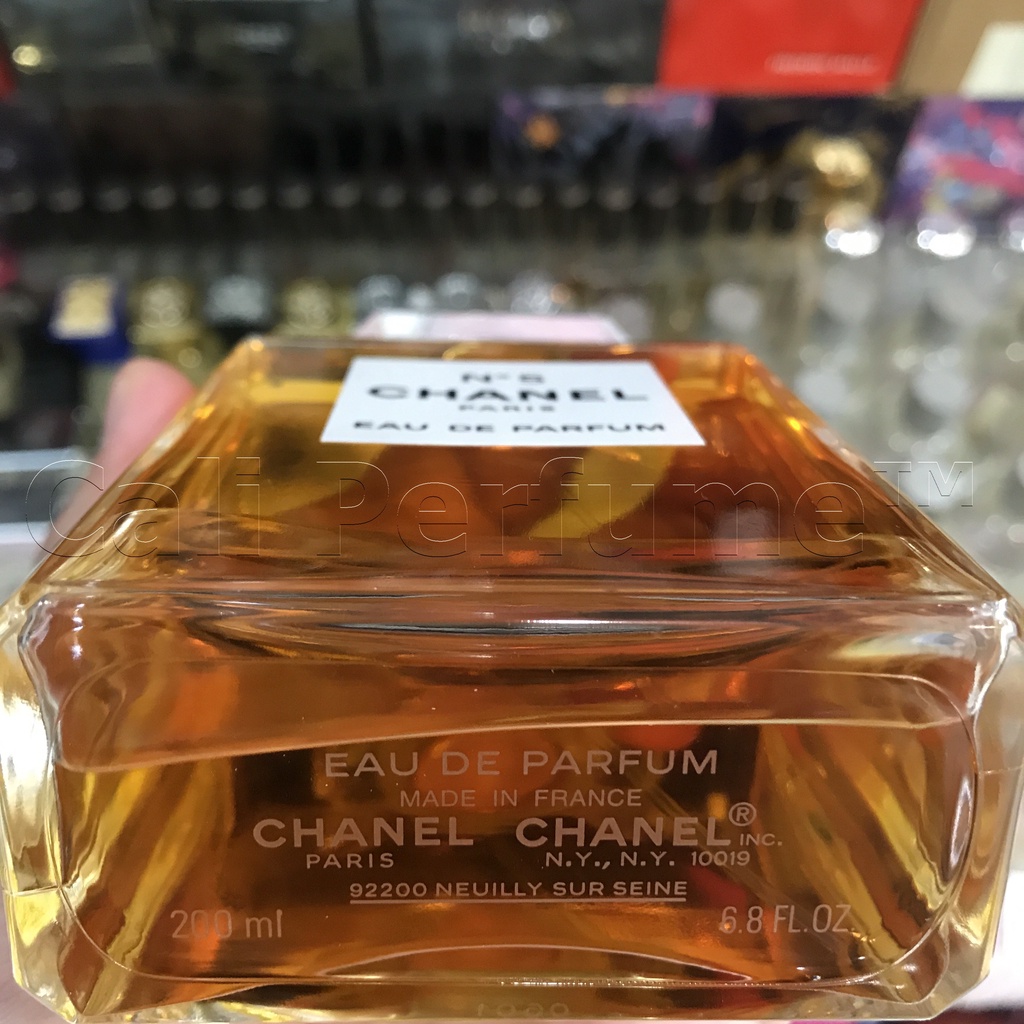 N°5
CHANEL
PARIS
EAU DE PARFUM
Cali Perfume™
EAU DE PARFUM
MADE IN FRANCE
CHANEL CHANEL® INC.
PARIS N.Y., N.Y. 10019
92200 NEUILLY SUR SEINE
200 ml 6.8 FL.OZ.